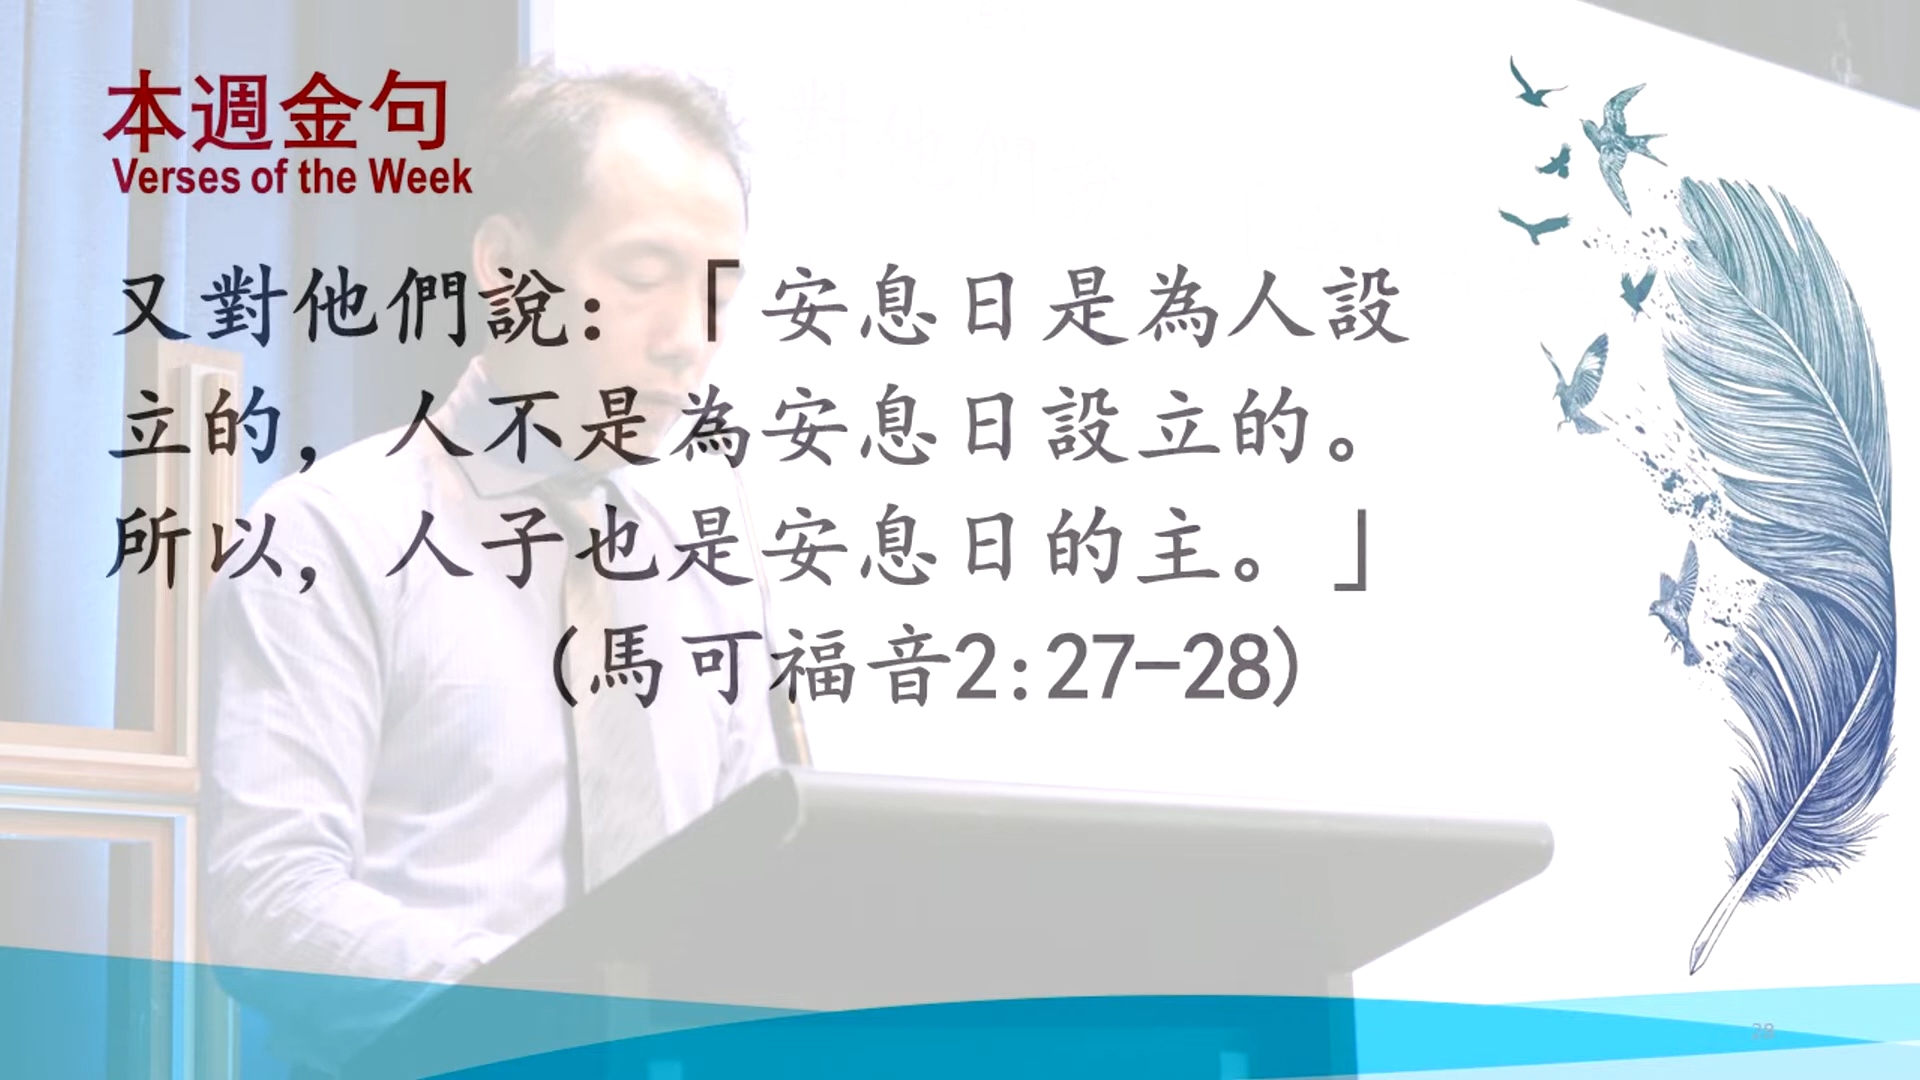 本週金句
Verses of the Week
又對他們說：「安息日是為人設
立的，人不是為安息日設立的。
所以，人子也是安息日的主。」
(馬可福音2:27-28)
28